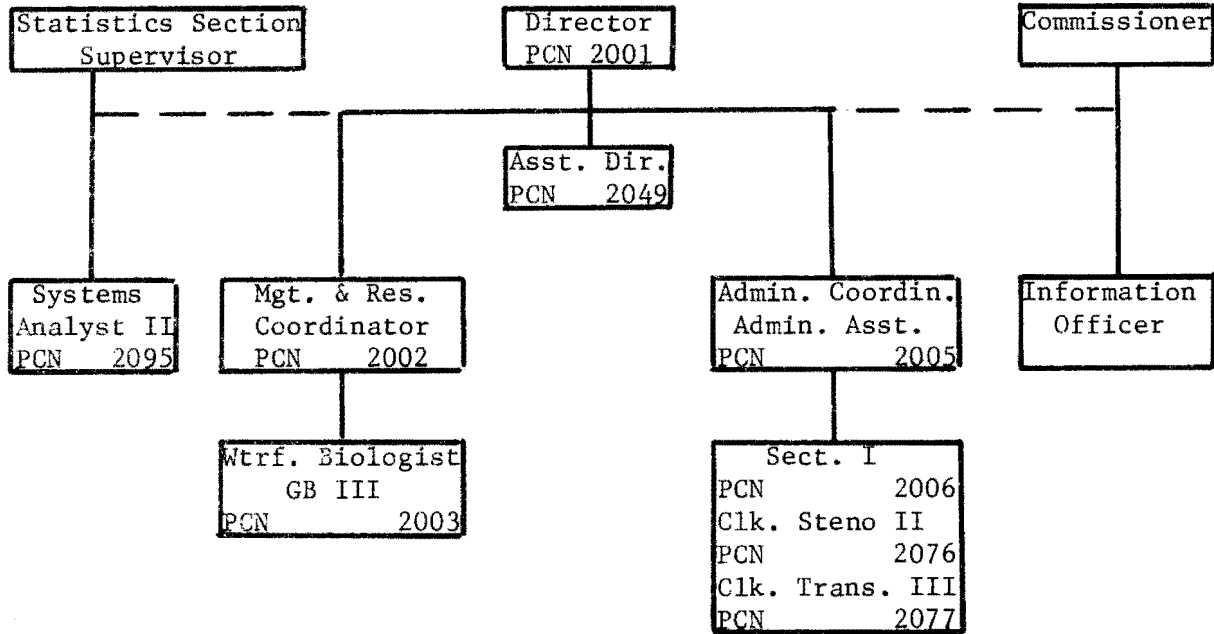 Statistics Section
Supervisor
Director
PCN 2001
Commissioner
Asst. Dir.
PCN 2049
Systems
Analyst II
PCN 2095
Mgt. & Res.
Coordinator
PCN 2002
Admin. Coordin.
Admin. Asst.
PCN 2005
Information
Officer
Wtrf. Biologist
GB III
PCN 2003
Sect. I
PCN 2006
Clk. Steno II
PCN 2076
Clk. Trans. III
PCN 2077